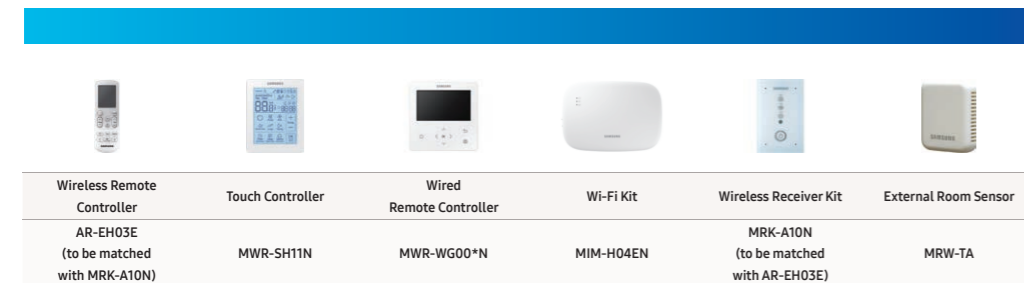 Wireless Remote
Controller
Touch Controller
Wired
Remote Controller
Wi-Fi Kit
Wireless Receiver Kit
External Room Sensor
AR-EH03E
(to be matched
with MRK-A10N)
MWR-SH11N
MWR-WG00*N
MIM-H04EN
MRK-A10N
(to be matched
with AR-EH03E)
MRW-TA